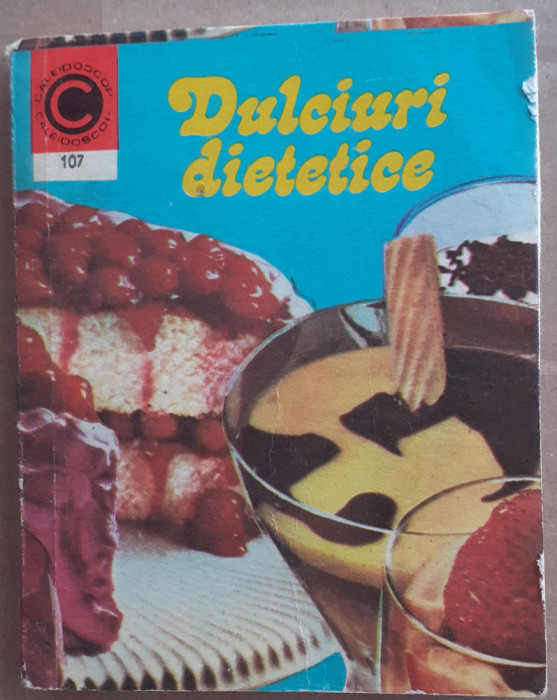 CALEIDOSCOP
C
CALEIDOSCOP
107
Dulciuri
dietetice